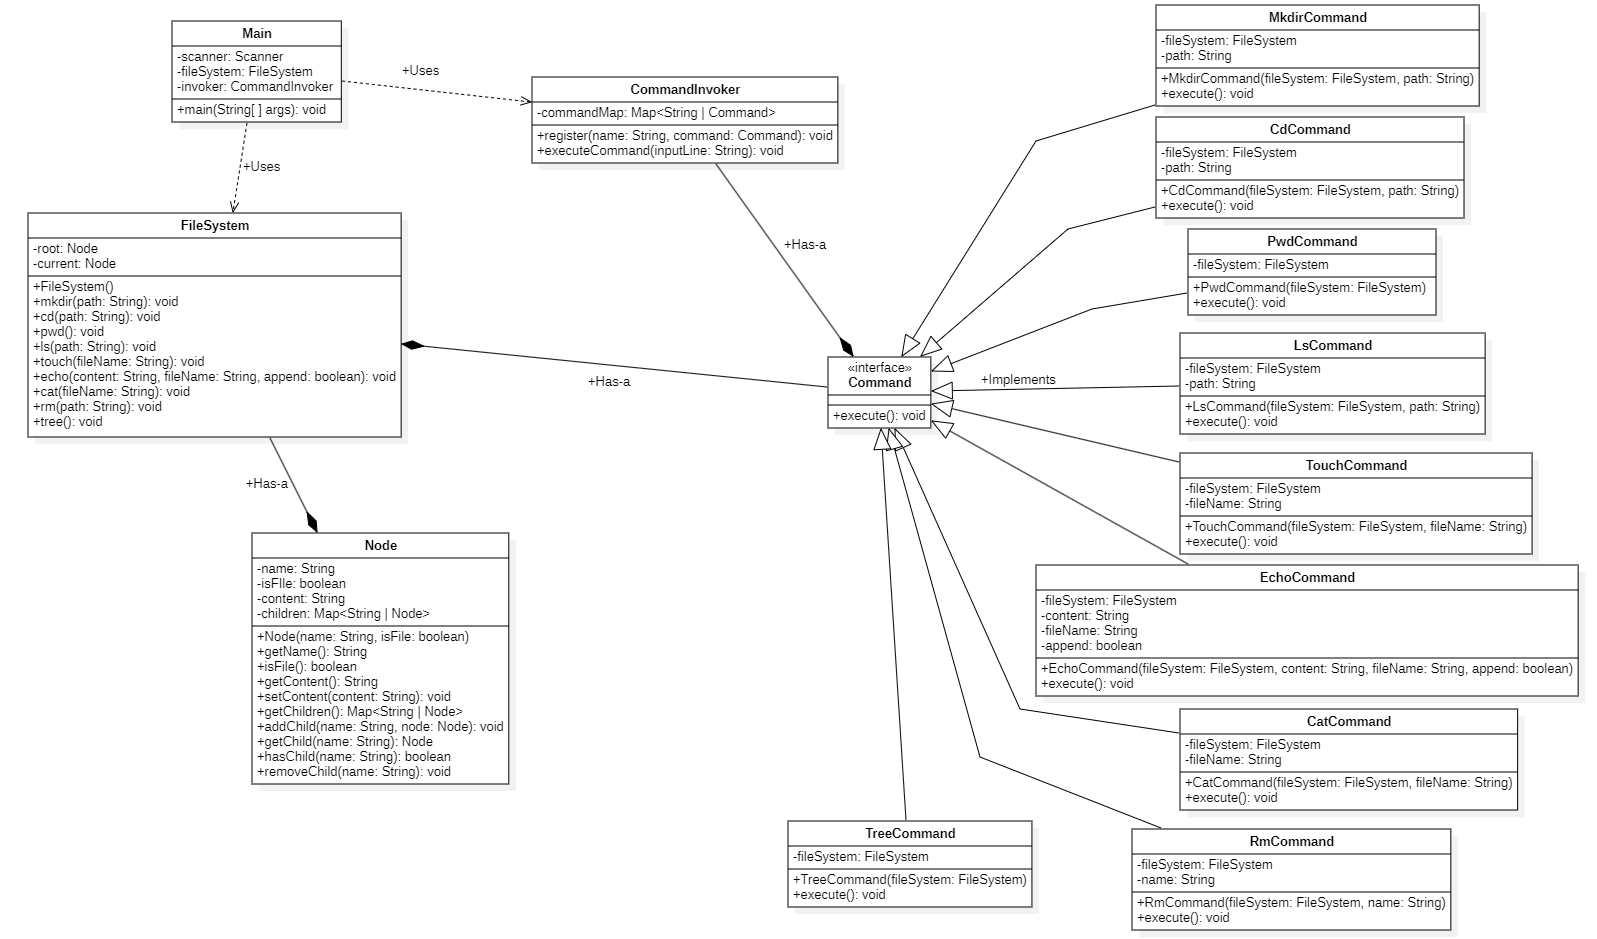 Main
-scanner: Scanner
-fileSystem: FileSystem
-invoker: CommandInvoker
+main(String[ ] args): void
+Uses
+Uses
CommandInvoker
-commandMap: Map<String | Command>
+register(name: String, command: Command): void
+executeCommand(inputLine: String): void
+Has-a
FileSystem
-root: Node
-current: Node
+FileSystem()
+mkdir(path: String): void
+cd(path: String): void
+pwd(): void
+ls(path: String): void
+touch(fileName: String): void
+echo(content: String, fileName: String, append: boolean): void
+cat(fileName: String): void
+rm(path: String): void
+tree(): void
+Has-a
+Has-a
Node
-name: String
-isFIle: boolean
-content: String
-children: Map<String | Node>
+Node(name: String, isFile: boolean)
+getName(): String
+isFile(): boolean
+getContent(): String
+setContent(content: String): void
+getChildren(): Map<String | Node>
+addChild(name: String, node: Node): void
+getChild(name: String): Node
+hasChild(name: String): boolean
+removeChild(name: String): void
«interface»
Command
+execute(): void
+Implements
MkdirCommand
-fileSystem: FileSystem
-path: String
+MkdirCommand(fileSystem: FileSystem, path: String)
+execute(): void
CdCommand
-fileSystem: FileSystem
-path: String
+CdCommand(fileSystem: FileSystem, path: String)
+execute(): void
PwdCommand
-fileSystem: FileSystem
+PwdCommand(fileSystem: FileSystem)
+execute(): void
LsCommand
-fileSystem: FileSystem
-path: String
+LsCommand(fileSystem: FileSystem, path: String)
+execute(): void
TouchCommand
-fileSystem: FileSystem
-fileName: String
+TouchCommand(fileSystem: FileSystem, fileName: String)
+execute(): void
EchoCommand
-fileSystem: FileSystem
-content: String
-fileName: String
-append: boolean
+EchoCommand(fileSystem: FileSystem, content: String, fileName: String, append: boolean)
+execute(): void
CatCommand
-fileSystem: FileSystem
-fileName: String
+CatCommand(fileSystem: FileSystem, fileName: String)
+execute(): void
TreeCommand
-fileSystem: FileSystem
+TreeCommand(fileSystem: FileSystem)
+execute(): void
RmCommand
-fileSystem: FileSystem
-name: String
+RmCommand(fileSystem: FileSystem, name: String)
+execute(): void